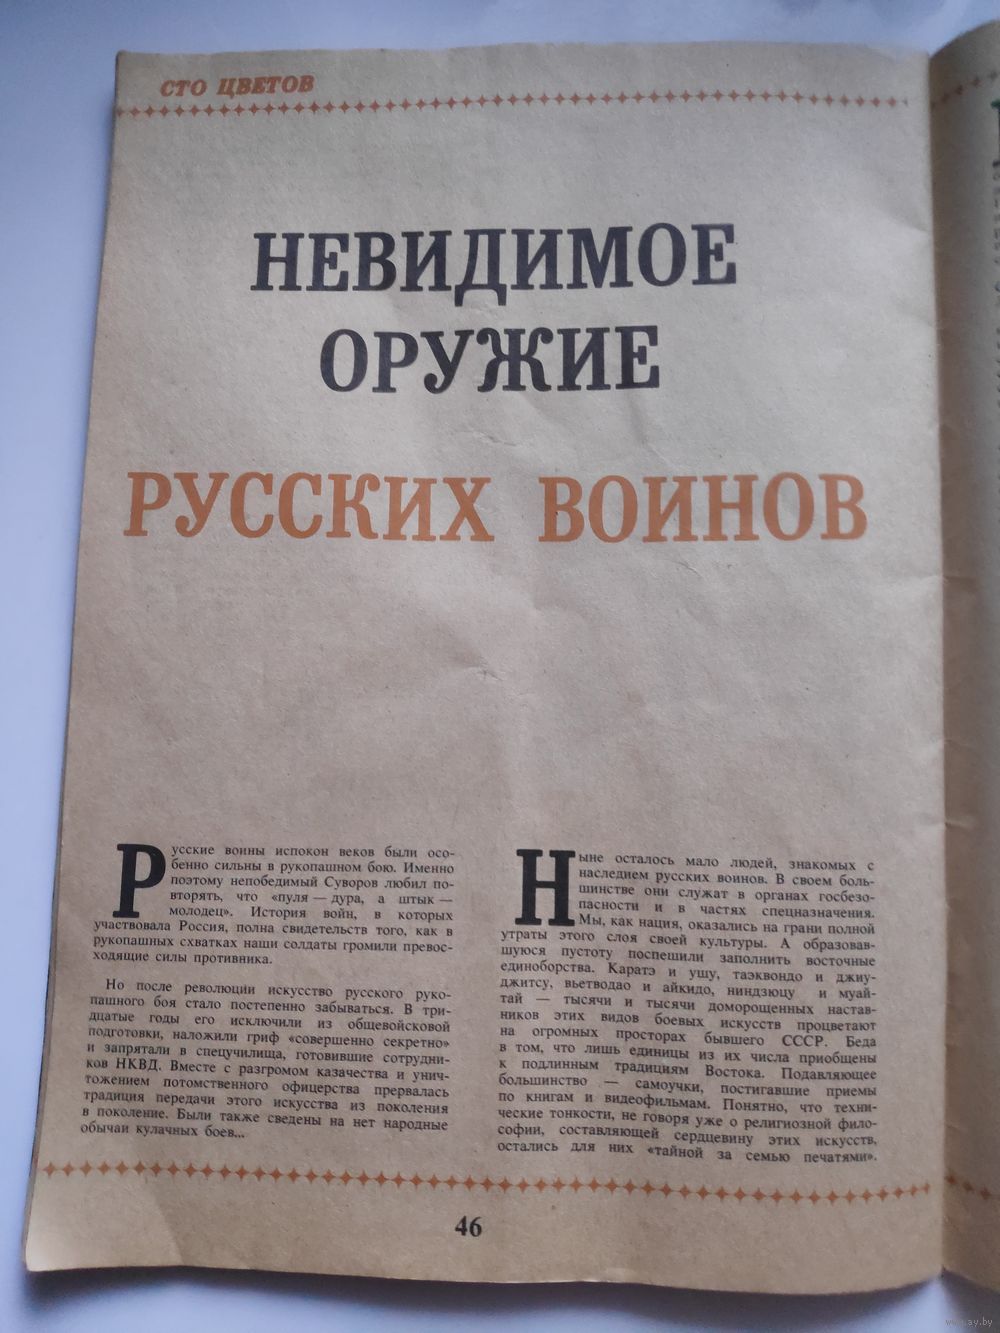 СТО ЦВЕТОВ
НЕВИДИМОЕ
ОРУЖИЕ
РУССКИХ ВОИНОВ
Русские воины испокон веков были осо-
бенно сильны в рукопашном бою. Именно
поэтому непобедимый Суворов любил по-
вторять, что «пуля — дура, а штык —
молодец». История войн, в которых
участвовала Россия, полна свидетельств того, как в
рукопашных схватках наши солдаты громили превос-
ходящие силы противника.
Но после революции искусство русского руко-
пашного боя стало постепенно забываться. В три-
дцатые годы его исключили из общевойсковой
подготовки, наложили гриф «совершенно секретно»
и запрятали в спецучилища, готовившие сотрудни-
ков НКВД. Вместе с разгромом казачества и унич-
тожением потомственного офицерства прервалась
традиция передачи этого искусства из поколения
в поколение. Были также сведены на нет народные
обычаи кулачных боев...
Ныне осталось мало людей, знакомых с
наследием русских воинов. В своем боль-
шинстве они служат в органах госбезо-
пасности и в частях спецназначения.
Мы, как нация, оказались на грани полной
утраты этого слоя своей культуры. А образовав-
шуюся пустоту поспешили заполнить восточные
единоборства. Каратэ и ушу, таэквондо и джиу-
джитсу, вьетводао и айкидо, ниндзюцу и муай-
тай — тысячи и тысячи доморощенных настав-
ников этих видов боевых искусств процветают
на огромных просторах бывшего СССР. Беда
в том, что лишь единицы из их числа приобщены
к подлинным традициям Востока. Подавляющее
большинство — самоучки, постигавшие приемы
по книгам и видеофильмам. Понятно, что техни-
ческие тонкости, не говоря уже о религиозной фило-
софии, составляющей сердцевину этих искусств,
остались для них «тайной за семью печатями».
46
www.ay.by